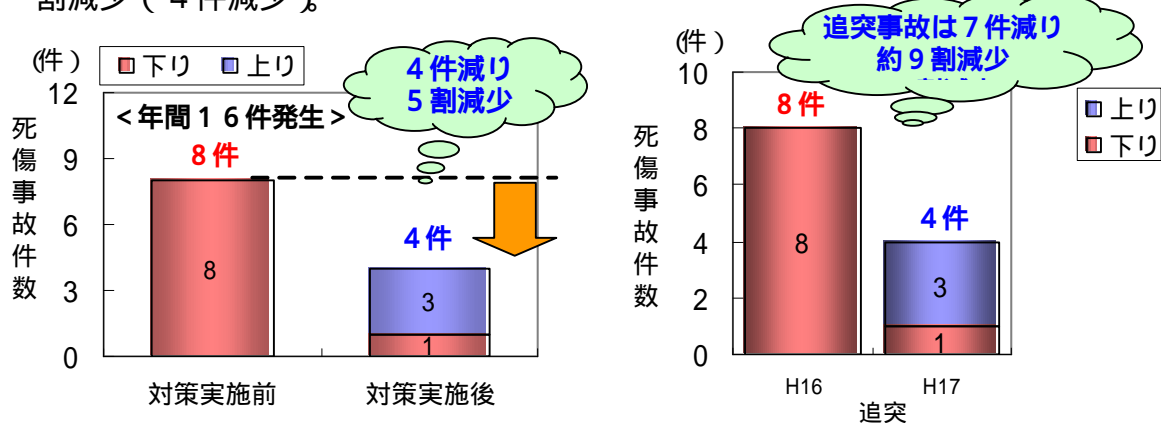 割減少（４件減少）。
(件)
下り 上り
4件減り
5割減少
12
9
6
3
0
<年間16件発生>
死傷事故件数
8件
8
4件
3
1
対策実施前 対策実施後
(件)
追突事故は7件減り
約9割減少
10
8
6
4
2
0
死傷事故件数
8件
8
4件
3
1
上り
下り
H16 H17
追突